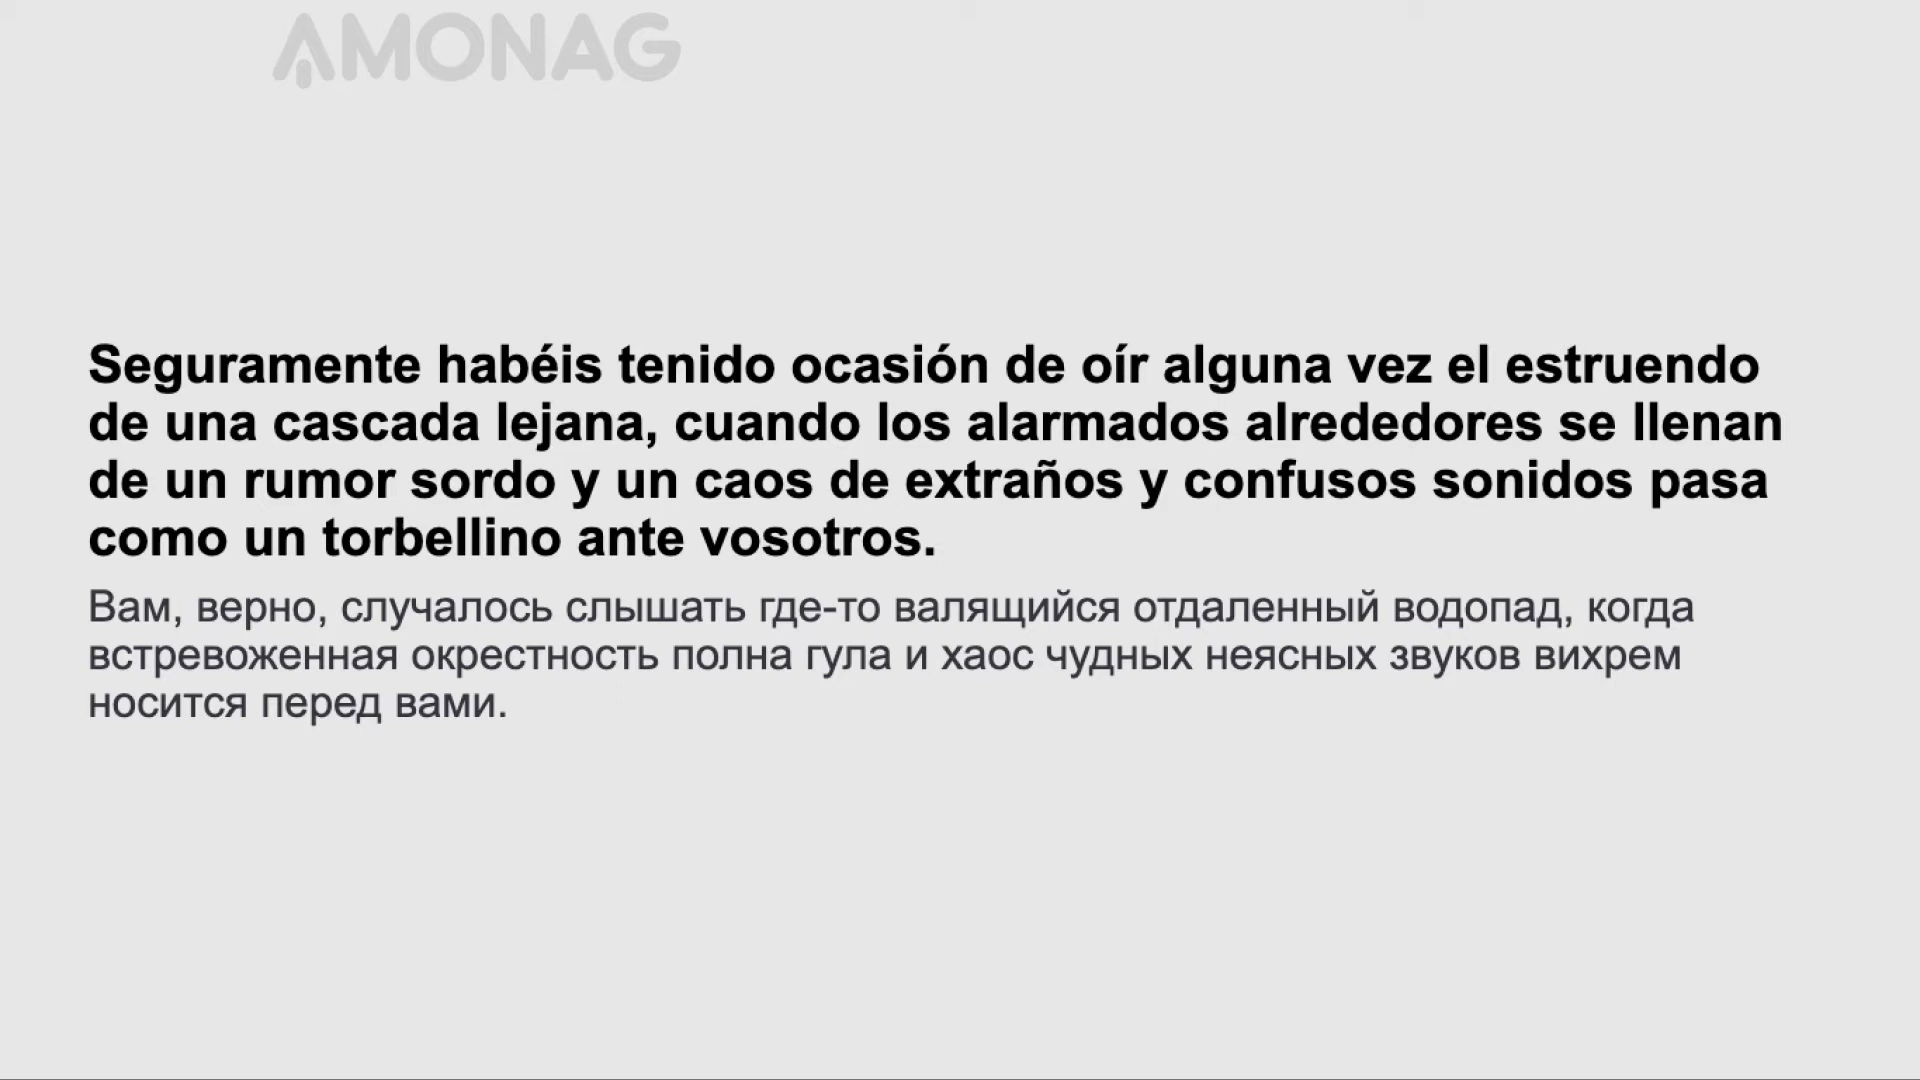 AMONAG
Seguramente habéis tenido ocasión de oír alguna vez el estruendo
de una cascada lejana, cuando los alarmados alrededores se llenan
de un rumor sordo y un caos de extraños y confusos sonidos pasa
como un torbellino ante vosotros.
Вам, верно, случалось слышать где-то валящийся отдаленный водопад, когда
встревоженная окрестность полна гула и хаос чудных неясных звуков вихрем
носится перед вами.